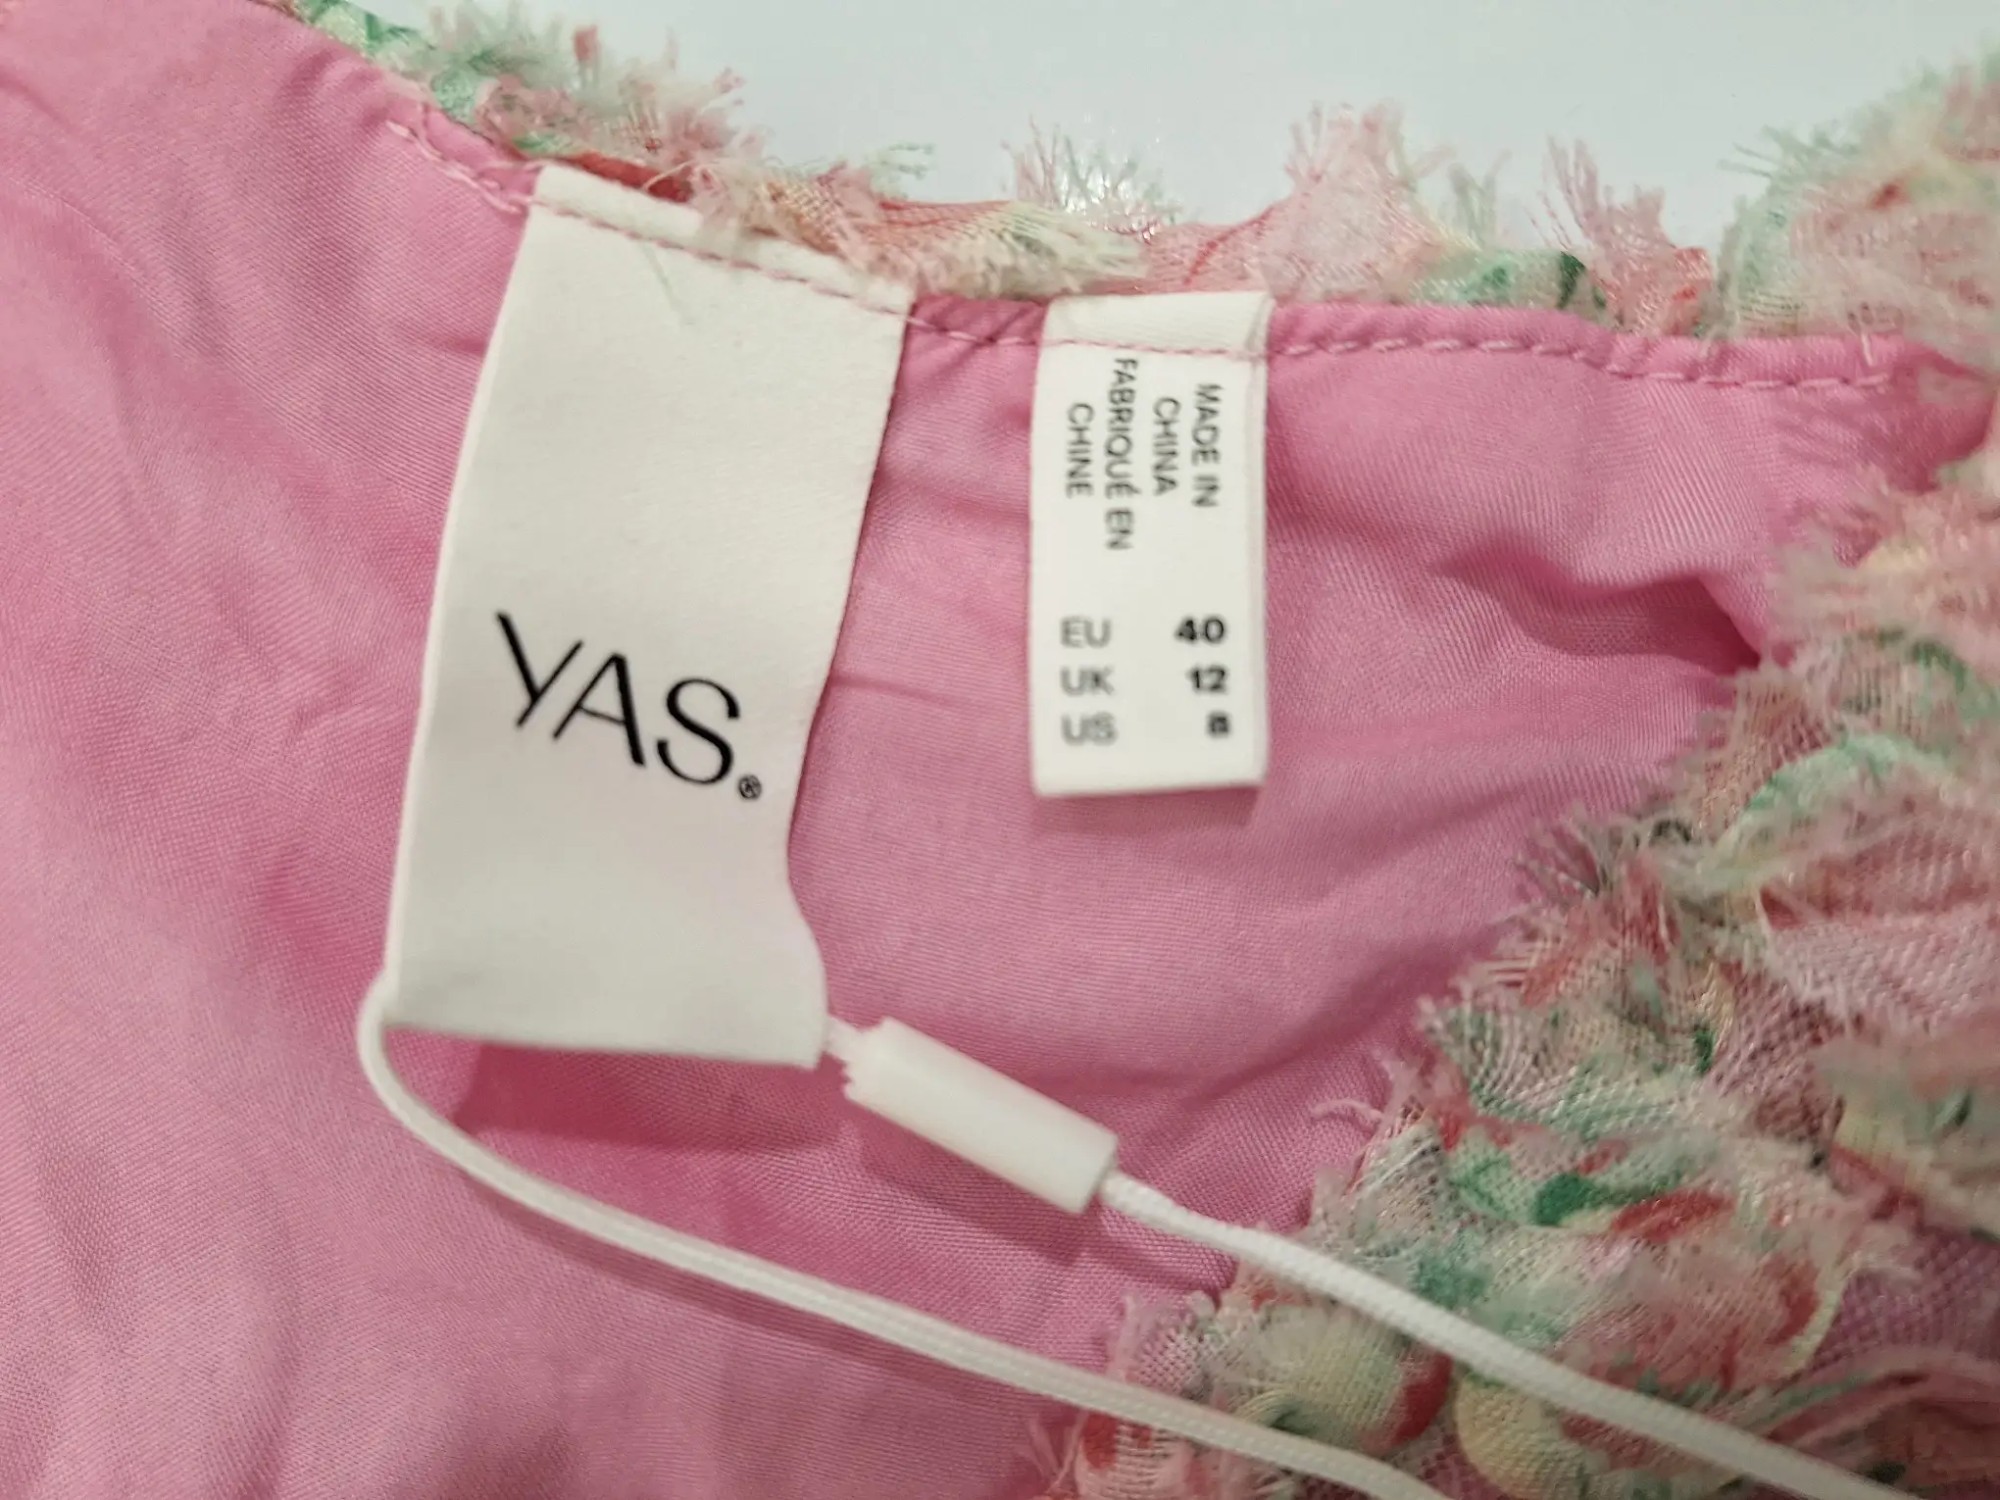 YAS.®
MADE IN
CHINA
FABRIQUÉ EN
CHINE
EU 40
UK 12
US 8